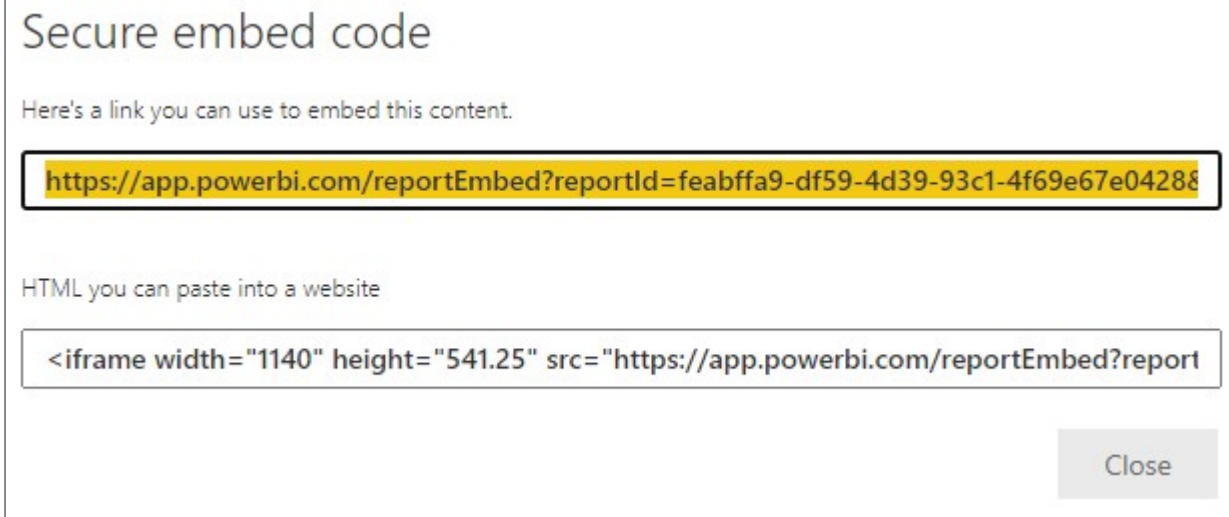 Secure embed code
Here's a link you can use to embed this content.
https://app.powerbi.com/reportEmbed?reportId=feabffa9-df59-4d39-93c1-4f69e67e0428&
HTML you can paste into a website
<iframe width="1140" height="541.25" src="https://app.powerbi.com/reportEmbed?report
Close